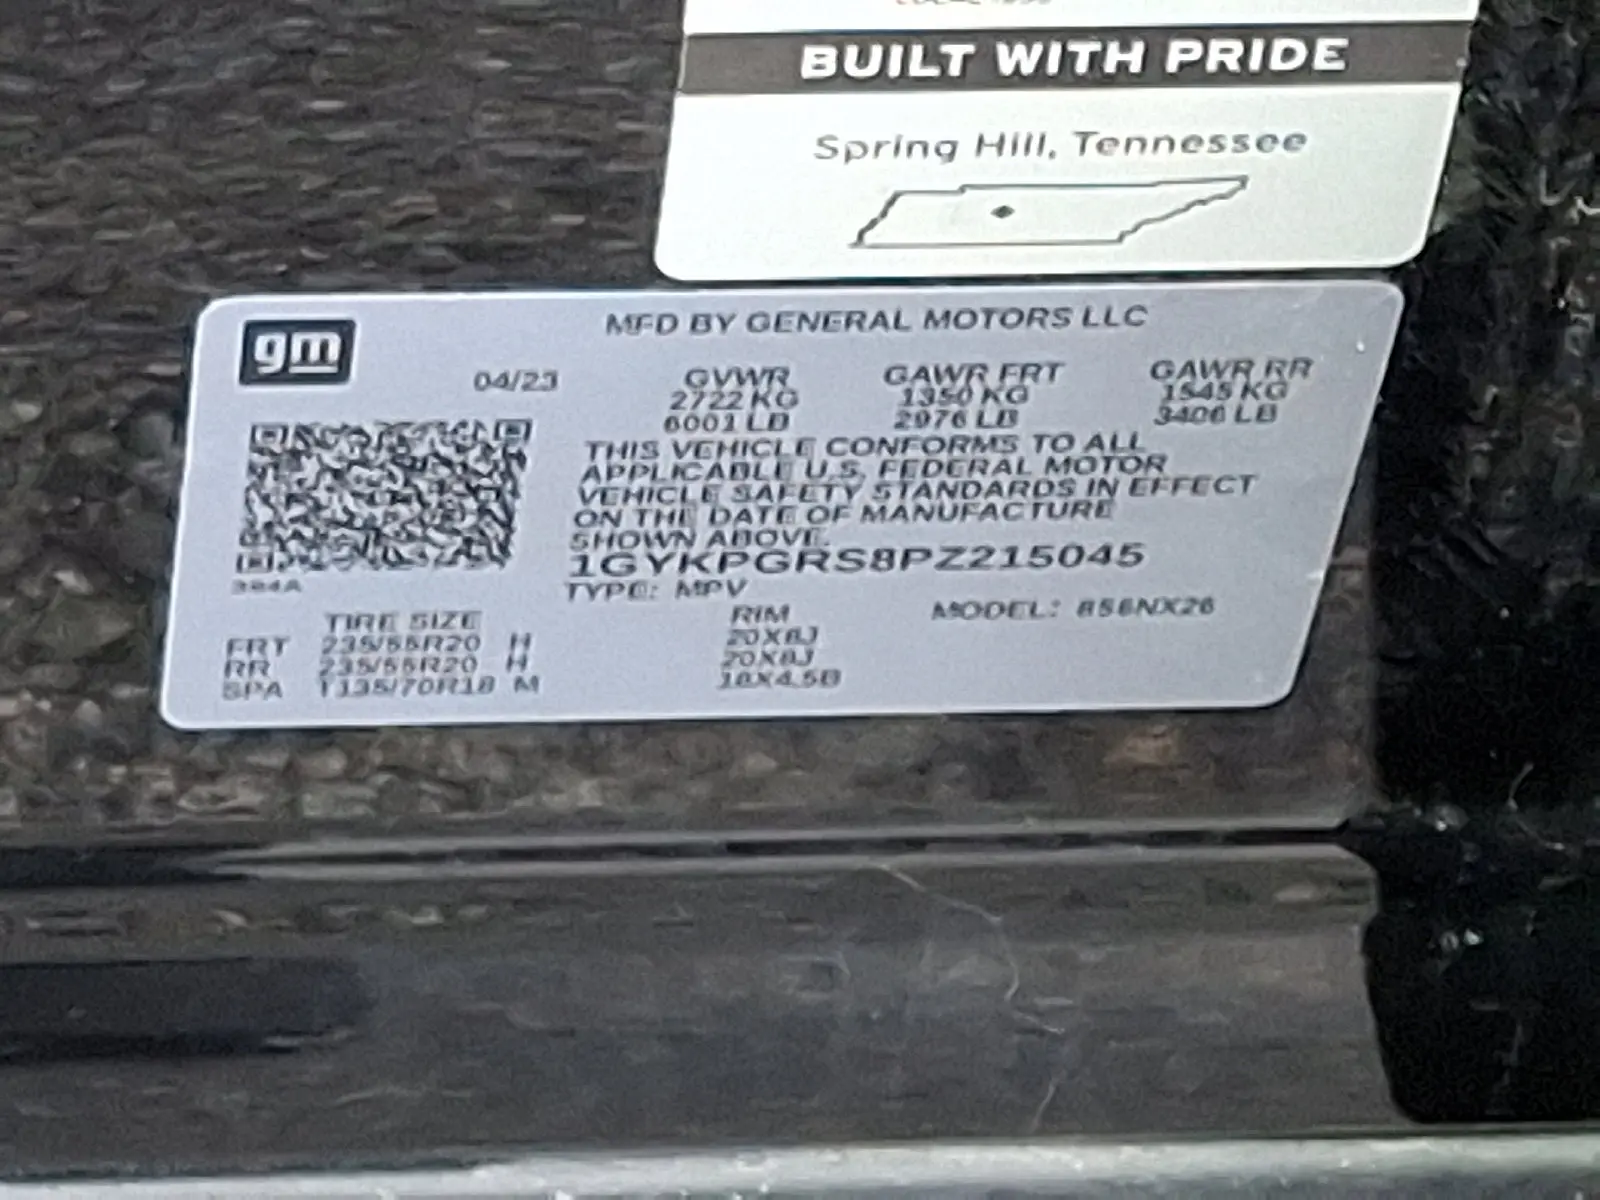 BUILT WITH PRIDE
Spring Hill, Tennessee
gm
MFD BY GENERAL MOTORS LLC
04/23 GVWR GAWR FRT GAWR RR
2722 KG 1350 KG 1545 KG
6001 LB 2976 LB 3406 LB
THIS VEHICLE CONFORMS TO ALL
APPLICABLE U.S. FEDERAL MOTOR
VEHICLE SAFETY STANDARDS IN EFFECT
ON THE DATE OF MANUFACTURE
SHOWN ABOVE.
1GYKPGRS8PZ215045
TYPE: MPV
TIRE SIZE RIM MODEL:
FRT 235/55R20 H 20X8J
RR 235/55R20 H 20X8J
SPA T135/70R18 M 18X4.5B